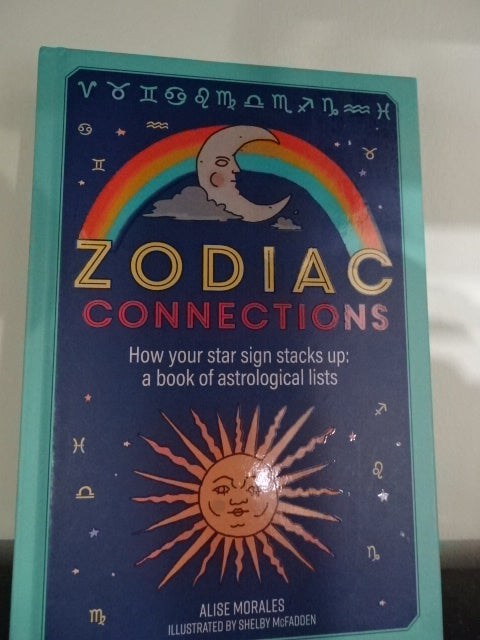 ♈︎ ♉︎ ♊︎ ♋︎ ♌︎ ♍︎ ♎︎ ♏︎ ♐︎ ♑︎ ♒︎ ♓︎
ZODIAC
CONNECTIONS
How your star sign stacks up:
a book of astrological lists
ALISE MORALES
ILLUSTRATED BY SHELBY McFADDEN